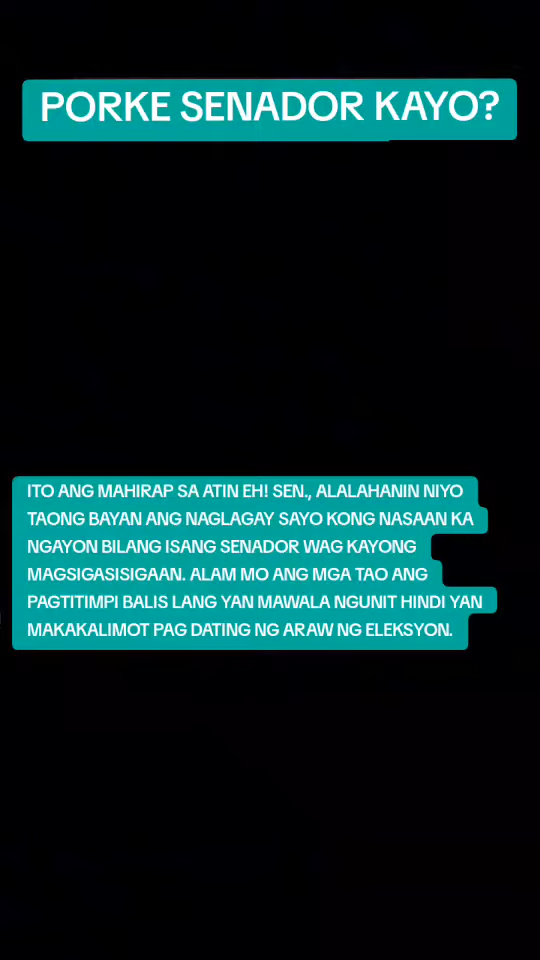 PORKE SENADOR KAYO?
ITO ANG MAHIRAP SA ATIN EH! SEN., ALALAHANIN NIYO
TAONG BAYAN ANG NAGLAGAY SAYO KONG NASAAN KA
NGAYON BILANG ISANG SENADOR WAG KAYONG
MAGSIGASISIGAAN. ALAM MO ANG MGA TAO ANG
PAGTITIMPI BALIS LANG YAN MAWALA NGUNIT HINDI YAN
MAKAKALIMOT PAG DATING NG ARAW NG ELEKSYON.